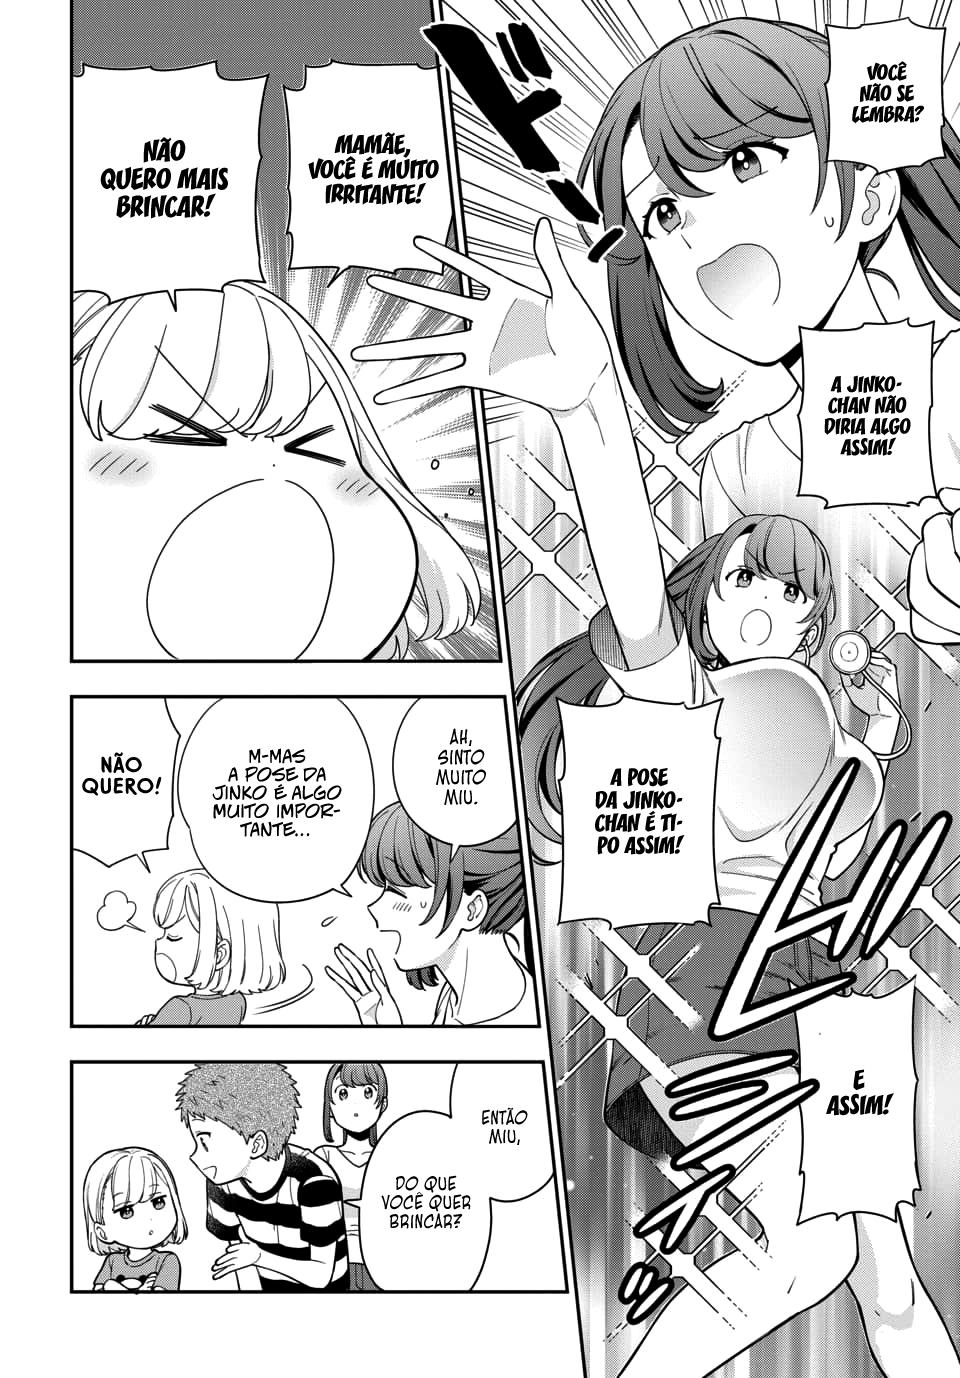 VOCÊ
NÃO SE
LEMBRA?
A JINKO-
CHAN NÃO
DIRIA ALGO
ASSIM!
A POSE
DA JINKO-
CHAN É TI-
PO ASSIM!
E
ASSIM!
MAMÃE,
VOCÊ É MUITO
IRRITANTE!
NÃO
QUERO MAIS
BRINCAR!
AH,
SINTO
MUITO
MIU.
M-MAS
A POSE DA
JINKO É ALGO
MUITO IMPOR-
TANTE...
NÃO
QUERO!
ENTÃO
MIU,
DO QUE
VOCÊ QUER
BRINCAR?